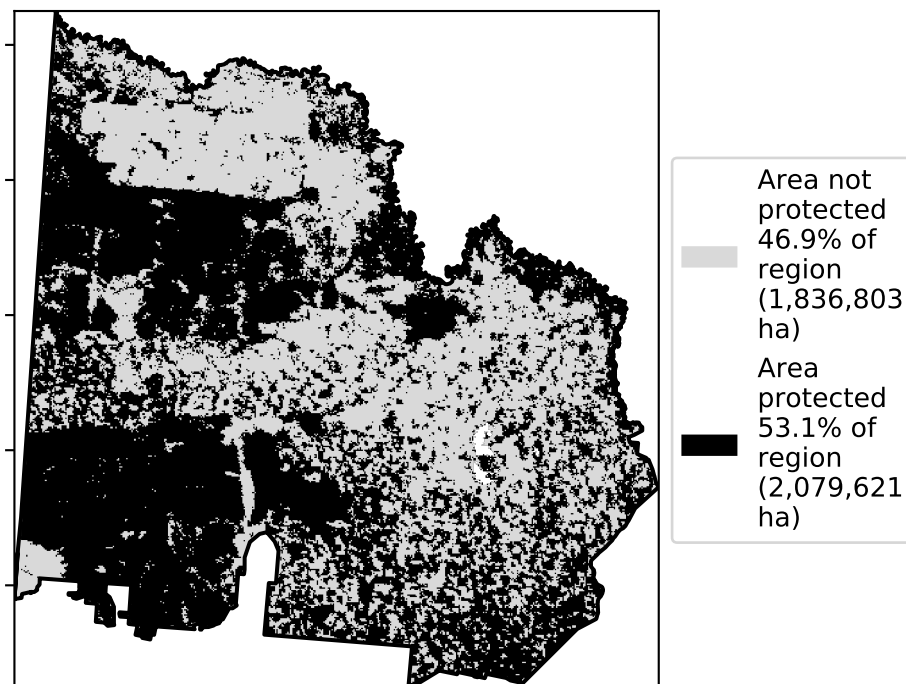 Area not
protected
46.9% of
region
(1,836,803
ha)
Area
protected
53.1% of
region
(2,079,621
ha)